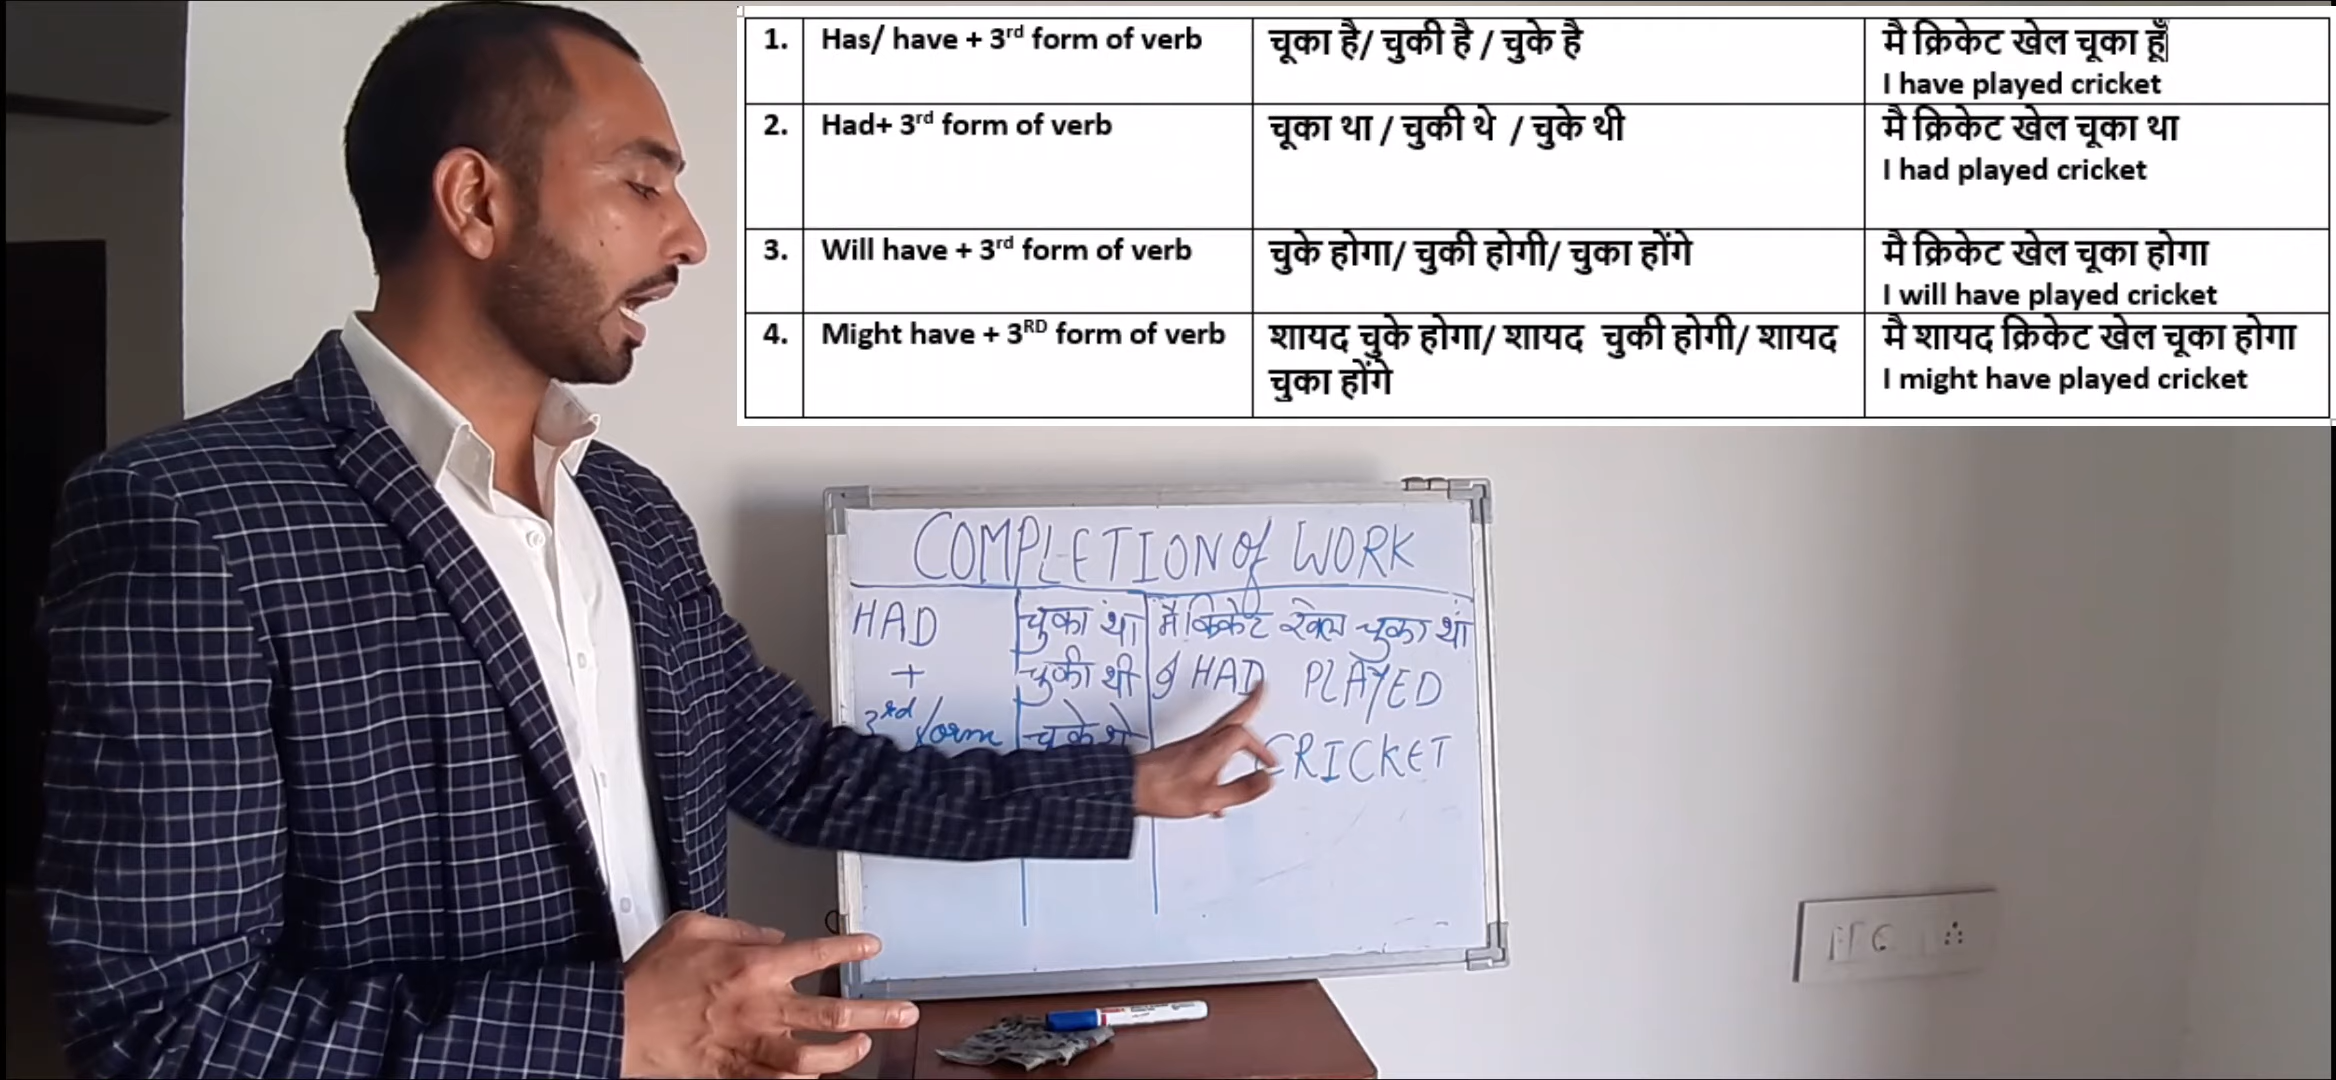 1. Has/ have + 3rd form of verb चूका है/ चुकी है / चुके है मै क्रिकेट खेल चूका हूँ
I have played cricket
2. Had+ 3rd form of verb चूका था / चुकी थे / चुके थी मै क्रिकेट खेल चूका था
I had played cricket
3. Will have + 3rd form of verb चुके होगा/ चुकी होगी/ चुका होंगे मै क्रिकेट खेल चूका होगा
I will have played cricket
4. Might have + 3RD form of verb शायद चुके होगा/ शायद चुकी होगी/ शायद मै शायद क्रिकेट खेल चूका होगा
चुका होंगे I might have played cricket
COMPLETION of WORK
HAD चुका था मै क्रिकेट खेल चुका था
+ चुकी थी I HAD PLAYED
3rd form चुके थे CRICKET